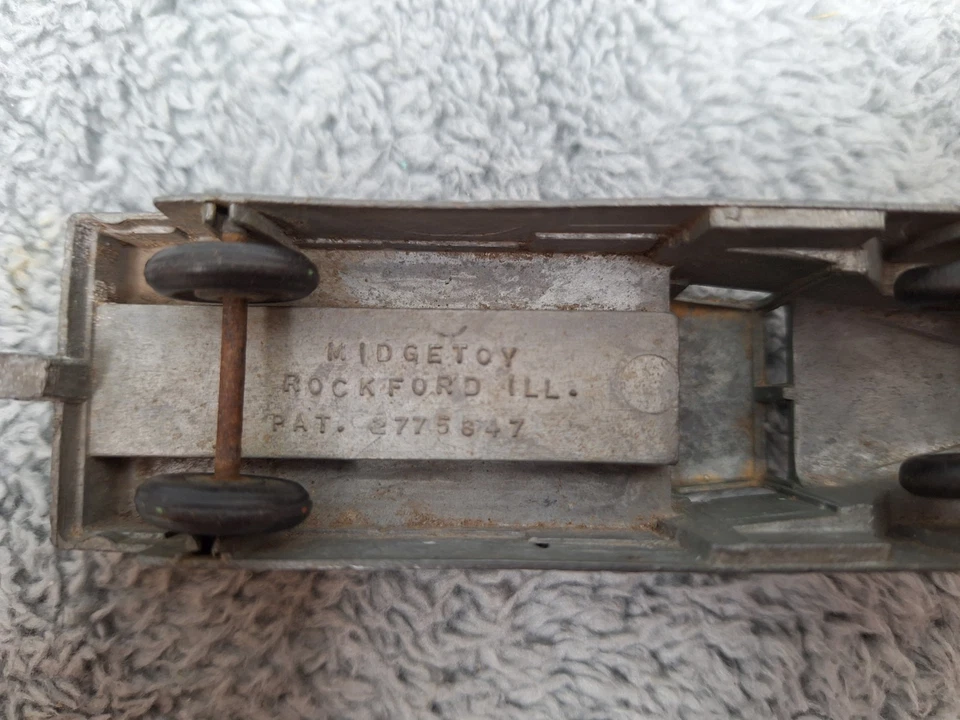 MIDGETOY
ROCKFORD ILL.
PAT. 2775847